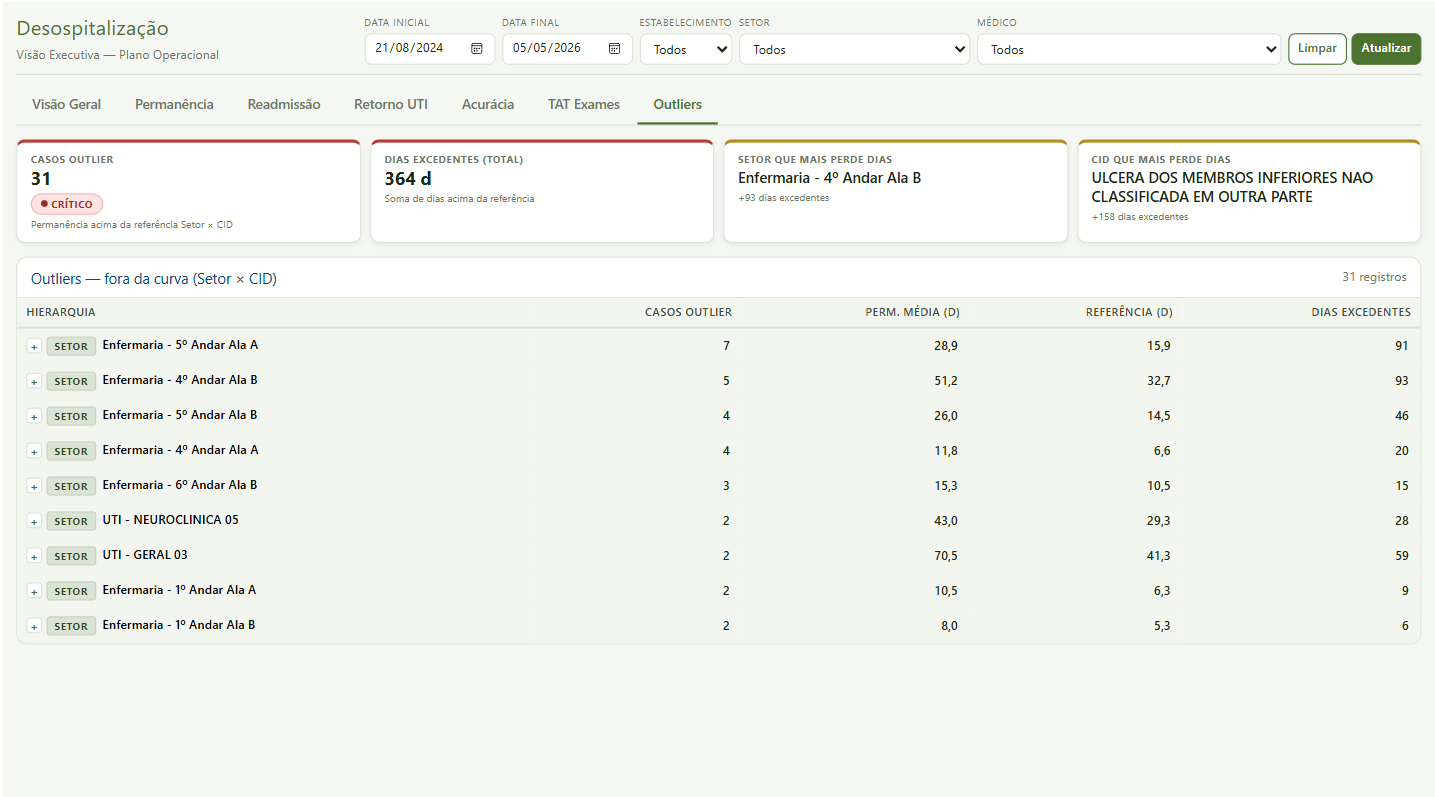 Desospitalização
Visão Executiva — Plano Operacional
DATA INICIAL DATA FINAL ESTABELECIMENTO SETOR MÉDICO
21/08/2024 05/05/2026 Todos Todos Todos Limpar Atualizar
Visão Geral Permanência Readmissão Retorno UTI Acurácia TAT Exames Outliers
CASOS OUTLIER
31
CRÍTICO
Permanência acima da referência Setor × CID
DIAS EXCEDENTES (TOTAL)
364 d
Soma de dias acima da referência
SETOR QUE MAIS PERDE DIAS
Enfermaria - 4º Andar Ala B
+93 dias excedentes
CID QUE MAIS PERDE DIAS
ULCERA DOS MEMBROS INFERIORES NAO
CLASSIFICADA EM OUTRA PARTE
+158 dias excedentes
Outliers — fora da curva (Setor × CID) 31 registros
HIERARQUIA CASOS OUTLIER PERM. MÉDIA (D) REFERÊNCIA (D) DIAS EXCEDENTES
+ SETOR Enfermaria - 5º Andar Ala A 7 28,9 15,9 91
+ SETOR Enfermaria - 4º Andar Ala B 5 51,2 32,7 93
+ SETOR Enfermaria - 5º Andar Ala B 4 26,0 14,5 46
+ SETOR Enfermaria - 4º Andar Ala A 4 11,8 6,6 20
+ SETOR Enfermaria - 6º Andar Ala B 3 15,3 10,5 15
+ SETOR UTI - NEUROCLINICA 05 2 43,0 29,3 28
+ SETOR UTI - GERAL 03 2 70,5 41,3 59
+ SETOR Enfermaria - 1º Andar Ala A 2 10,5 6,3 9
+ SETOR Enfermaria - 1º Andar Ala B 2 8,0 5,3 6